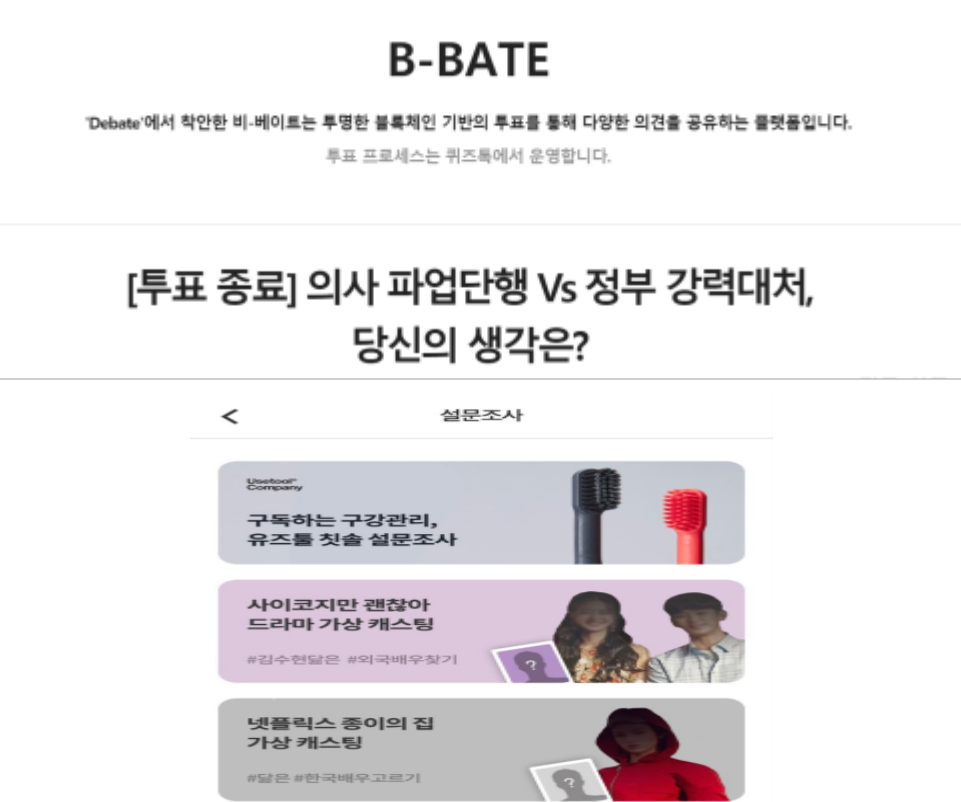 B-BATE
'Debate'에서 착안한 비-베이트는 투명한 블록체인 기반의 투표를 통해 다양한 의견을 공유하는 플랫폼입니다.
투표 프로세스는 퀴즈톡에서 운영합니다.
[투표 종료] 의사 파업단행 Vs 정부 강력대처,
당신의 생각은?
설문조사
Usetool"
Company
구독하는 구강관리,
유즈툴 칫솔 설문조사
사이코지만 괜찮아
드라마 가상 캐스팅
#김수현닮은 #외국배우찾기
?
넷플릭스 종이의 집
가상 캐스팅
#닮은 #한국배우고르기
?